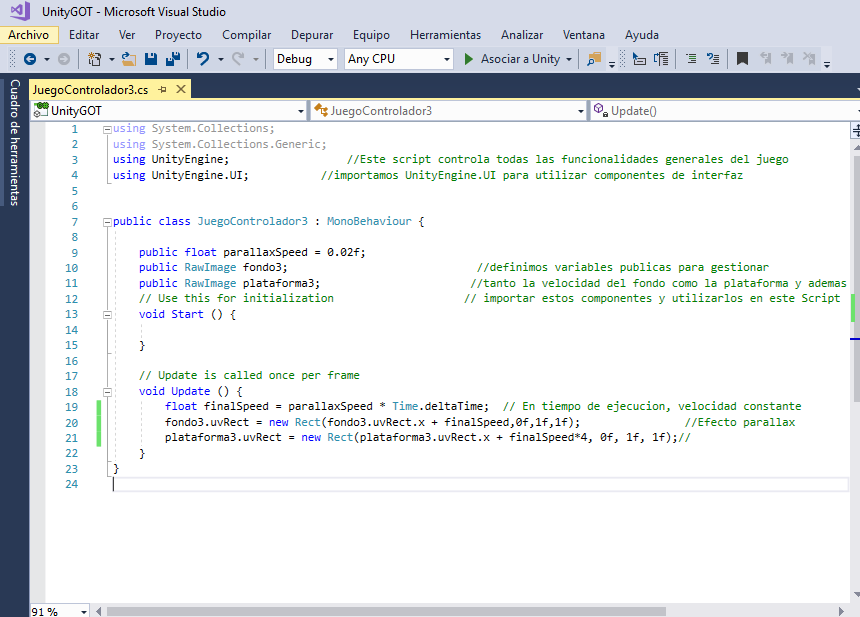 UnityGOT - Microsoft Visual Studio
Archivo Editar Ver Proyecto Compilar Depurar Equipo Herramientas Analizar Ventana Ayuda
Debug Any CPU Asociar a Unity
Cuadro de herramientas
JuegoControlador3.cs
UnityGOT JuegoControlador3 Update()
1 using System.Collections;
2 using System.Collections.Generic;
3 using UnityEngine; //Este script controla todas las funcionalidades generales del juego
4 using UnityEngine.UI; //importamos UnityEngine.UI para utilizar componentes de interfaz
5
6
7 public class JuegoControlador3 : MonoBehaviour {
8
9 public float parallaxSpeed = 0.02f;
10 public RawImage fondo3; //definimos variables publicas para gestionar
11 public RawImage plataforma3; //tanto la velocidad del fondo como la plataforma y ademas
12 // Use this for initialization // importar estos componentes y utilizarlos en este Script
13 void Start () {
14
15 }
16
17 // Update is called once per frame
18 void Update () {
19 float finalSpeed = parallaxSpeed * Time.deltaTime; // En tiempo de ejecucion, velocidad constante
20 fondo3.uvRect = new Rect(fondo3.uvRect.x + finalSpeed,0f,1f,1f); //Efecto parallax
21 plataforma3.uvRect = new Rect(plataforma3.uvRect.x + finalSpeed*4, 0f, 1f, 1f);//
22 }
23 }
24
91 %